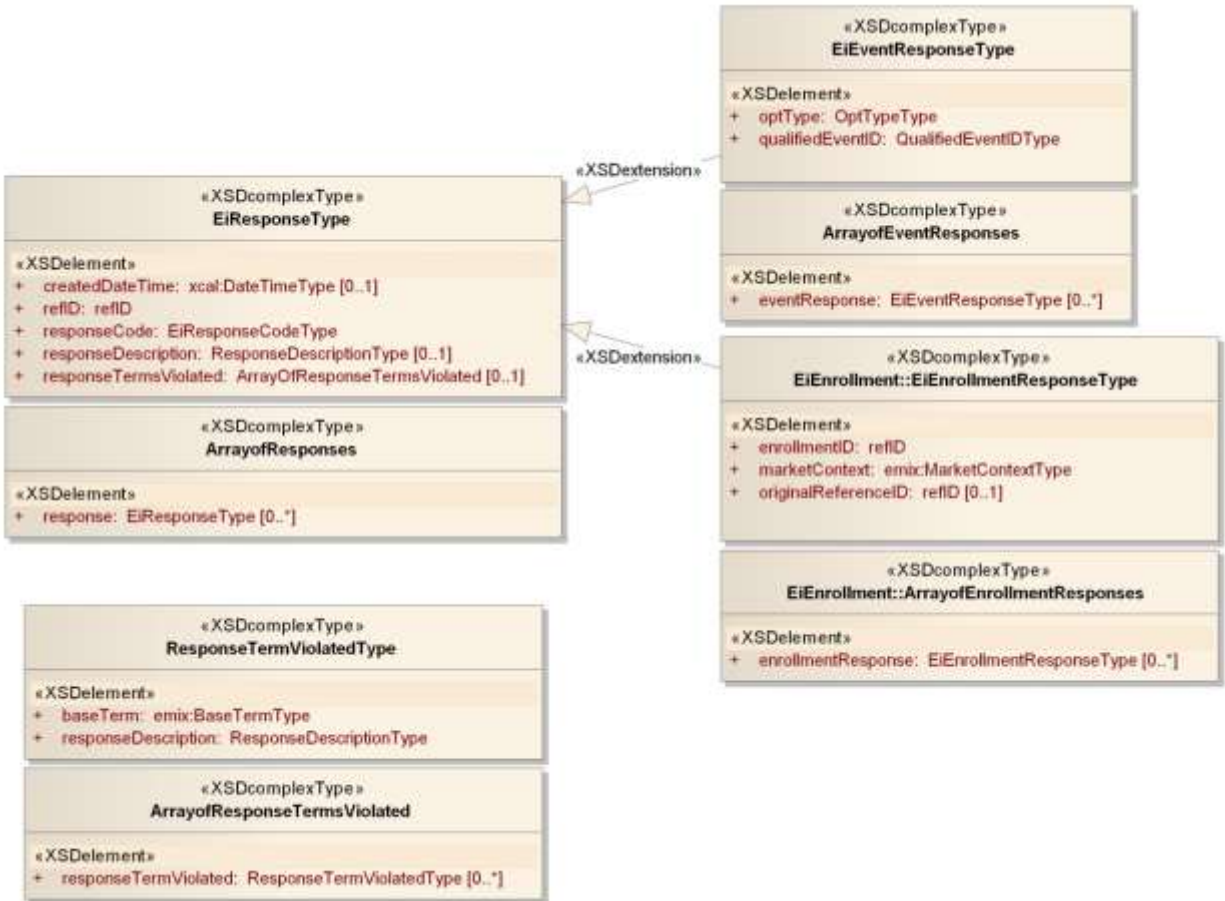 «XSDcomplexType»
EiEventResponseType
«XSDelement»
+ optType: OptTypeType
+ qualifiedEventID: QualifiedEventIDType
«XSDextension»
«XSDcomplexType»
EiResponseType
«XSDelement»
+ createdDateTime: xcal:DateTimeType [0..1]
+ refID: refID
+ responseCode: EiResponseCodeType
+ responseDescription: ResponseDescriptionType [0..1]
+ responseTermsViolated: ArrayOfResponseTermsViolated [0..1]
«XSDcomplexType»
ArrayofEventResponses
«XSDelement»
+ eventResponse: EiEventResponseType [0..*]
«XSDextension»
«XSDcomplexType»
EiEnrollment::EiEnrollmentResponseType
«XSDelement»
+ enrollmentID: refID
+ marketContext: emix:MarketContextType
+ originalReferenceID: refID [0..1]
«XSDcomplexType»
ArrayofResponses
«XSDelement»
+ response: EiResponseType [0..*]
«XSDcomplexType»
EiEnrollment::ArrayofEnrollmentResponses
«XSDelement»
+ enrollmentResponse: EiEnrollmentResponseType [0..*]
«XSDcomplexType»
ResponseTermViolatedType
«XSDelement»
+ baseTerm: emix:BaseTermType
+ responseDescription: ResponseDescriptionType
«XSDcomplexType»
ArrayofResponseTermsViolated
«XSDelement»
+ responseTermViolated: ResponseTermViolatedType [0..*]